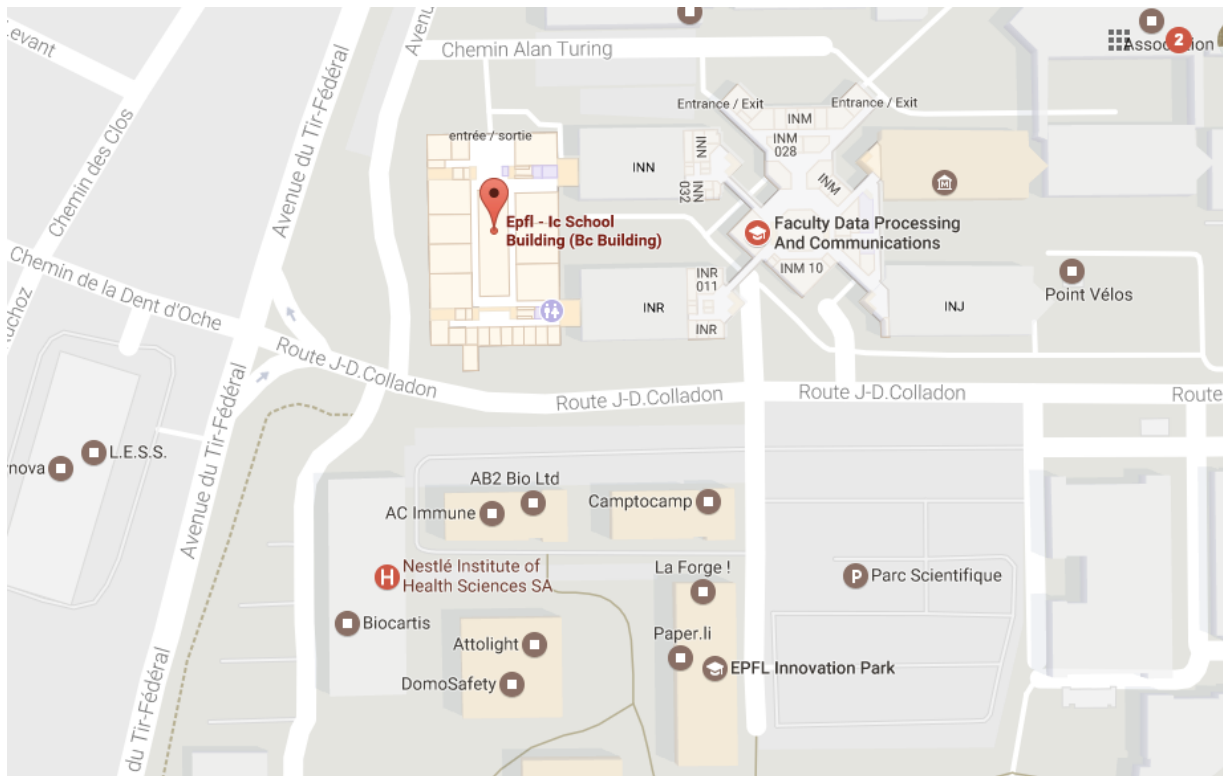 .evant
Avenu
Chemin Alan Turing
Association
2
Chemin des Clos
Avenue du Tir-Fédéral
Entrance / Exit
Entrance / Exit
INM
entrée / sortie
INN
INN
INM
028
INN
032
INM
M
Epfl - Ic School
Building (Bc Building)
Faculty Data Processing
And Communications
INM 10
Chemin de la Dent d'Oche
uchoz
INR
INR
011
INR
INJ
Point Vélos
Route J-D.Colladon
Route J-D.Colladon
Route J-D.Colladon
Route
Avenue du Tir-Fédéral
L.E.S.S.
nova
AB2 Bio Ltd
AC Immune
Camptocamp
H
Nestlé Institute of
Health Sciences SA
La Forge !
P
Parc Scientifique
Biocartis
Attolight
Paper.li
DomoSafety
EPFL Innovation Park
du Tir-Fédéral